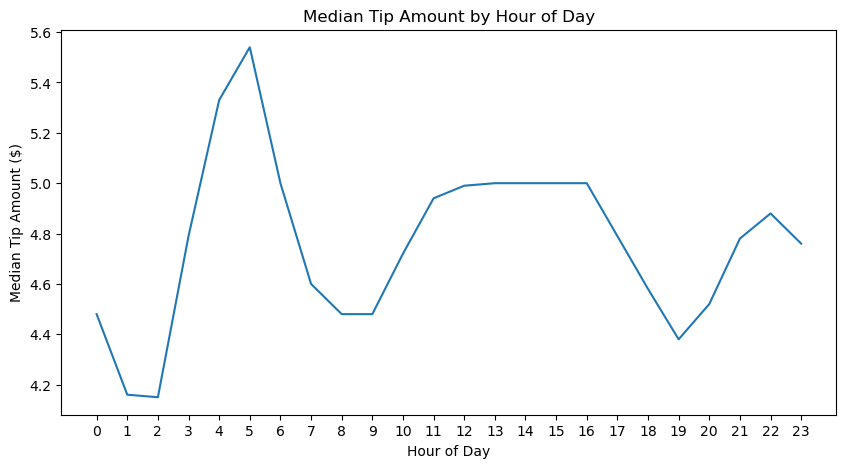 Median Tip Amount by Hour of Day
Median Tip Amount ($)
5.6
5.4
5.2
5.0
4.8
4.6
4.4
4.2
0 1 2 3 4 5 6 7 8 9 10 11 12 13 14 15 16 17 18 19 20 21 22 23
Hour of Day